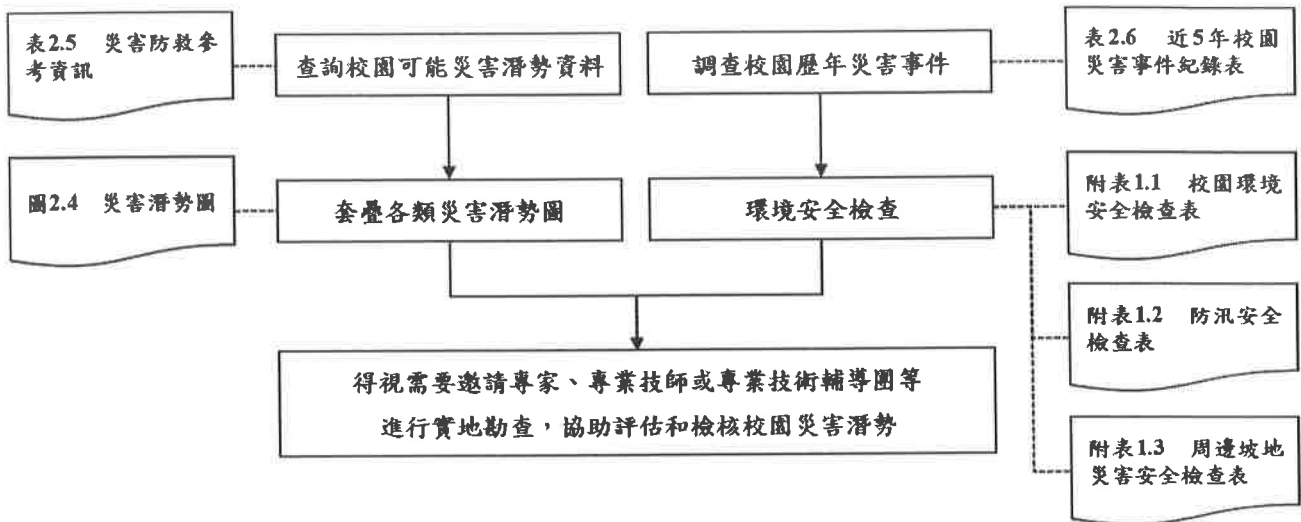 表2.5 災害防救參
考資訊
查詢校園可能災害潛勢資料
調查校園歷年災害事件
表2.6 近5年校園
災害事件紀錄表
圖2.4 災害潛勢圖
套疊各類災害潛勢圖
環境安全檢查
附表1.1 校園環境
安全檢查表
附表1.2 防汛安全
檢查表
得視需要邀請專家、專業技師或專業技術輔導團等
進行實地勘查，協助評估和檢核校園災害潛勢
附表1.3 周邊坡地
災害安全檢查表